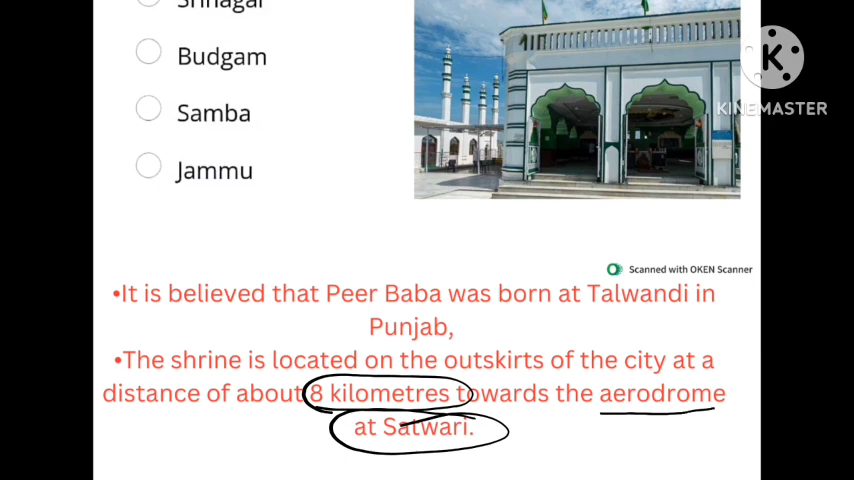 Srinagar
Budgam
Samba
Jammu
KINEMASTER
Scanned with OKEN Scanner
•It is believed that Peer Baba was born at Talwandi in
Punjab,
•The shrine is located on the outskirts of the city at a
distance of about 8 kilometres towards the aerodrome
at Satwari.